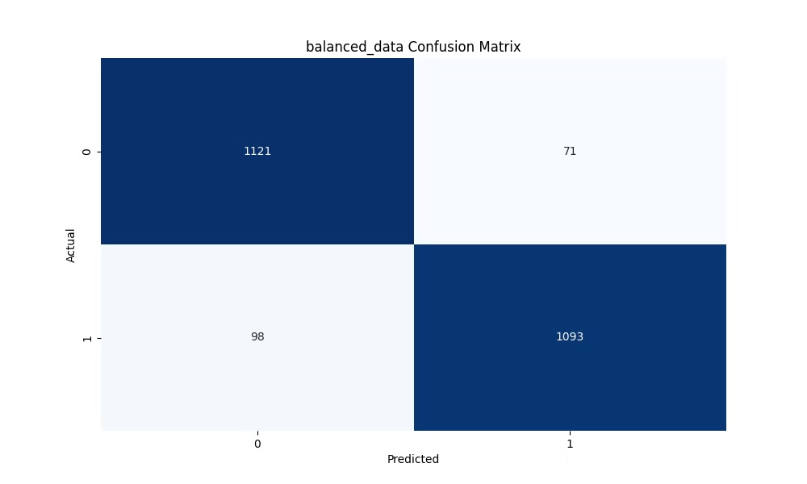 balanced_data Confusion Matrix
Actual
0
1121
71
1
98
1093
0
1
Predicted